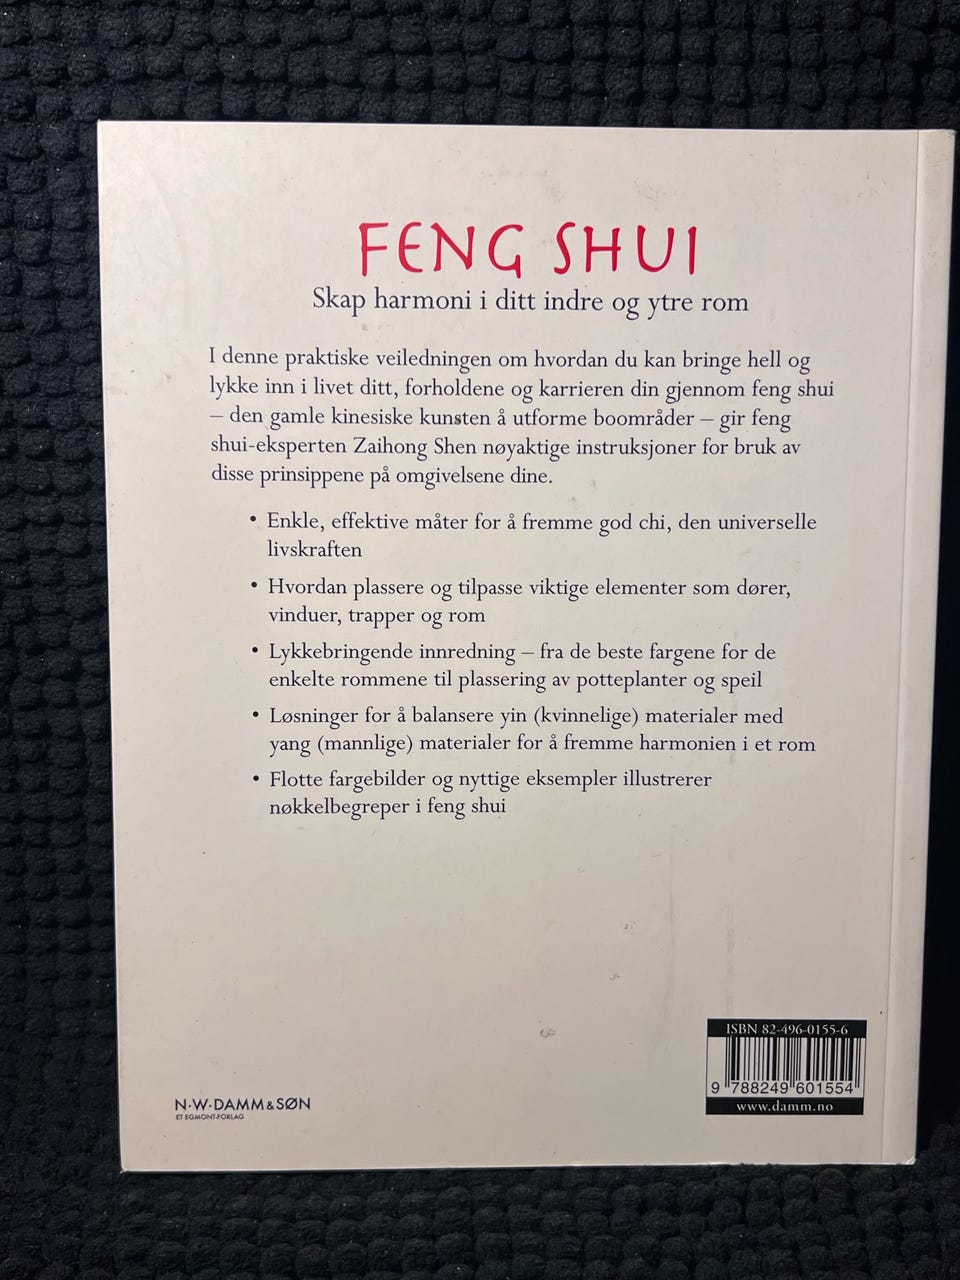 FENG SHUI
Skap harmoni i ditt indre og ytre rom
I denne praktiske veiledningen om hvordan du kan bringe hell og
lykke inn i livet ditt, forholdene og karrieren din gjennom feng shui
– den gamle kinesiske kunsten å utforme boområder – gir feng
shui-eksperten Zaihong Shen nøyaktige instruksjoner for bruk av
disse prinsippene på omgivelsene dine.
• Enkle, effektive måter for å fremme god chi, den universelle
livskraften
• Hvordan plassere og tilpasse viktige elementer som dører,
vinduer, trapper og rom
• Lykkebringende innredning – fra de beste fargene for de
enkelte rommene til plassering av potteplanter og speil
• Løsninger for å balansere yin (kvinnelige) materialer med
yang (mannlige) materialer for å fremme harmonien i et rom
• Flotte fargebilder og nyttige eksempler illustrerer
nøkkelbegreper i feng shui
ISBN 82-496-0155-6
9 788249 601554
www.damm.no
N·W·DAMM&SØN
ET EGMONT-FORLAG